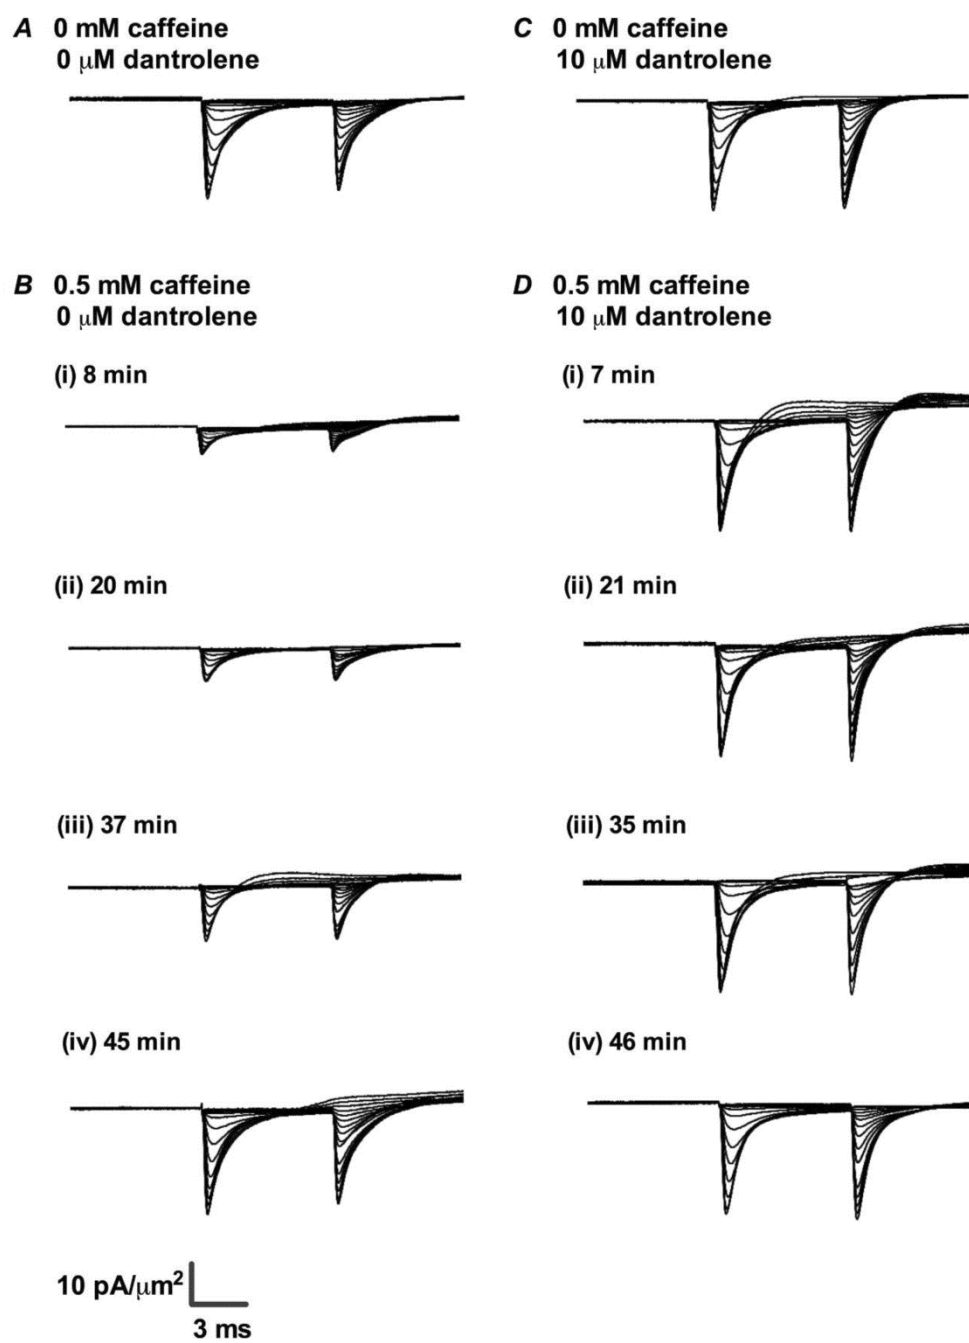 A 0 mM caffeine
0 μM dantrolene
C 0 mM caffeine
10 μM dantrolene
B 0.5 mM caffeine
0 μM dantrolene
D 0.5 mM caffeine
10 μM dantrolene
(i) 8 min
(i) 7 min
(ii) 20 min
(ii) 21 min
(iii) 37 min
(iii) 35 min
(iv) 45 min
(iv) 46 min
10 pA/μm²
3 ms